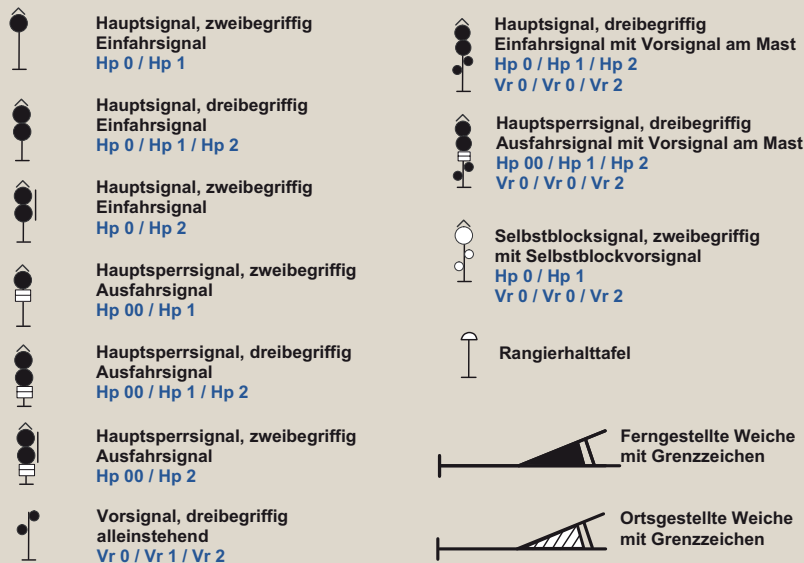 Hauptsignal, zweibegriffig
Einfahrsignal
Hp 0 / Hp 1
Hauptsignal, dreibegriffig
Einfahrsignal
Hp 0 / Hp 1 / Hp 2
Hauptsignal, zweibegriffig
Einfahrsignal
Hp 0 / Hp 2
Hauptsperrsignal, zweibegriffig
Ausfahrsignal
Hp 00 / Hp 1
Hauptsperrsignal, dreibegriffig
Ausfahrsignal
Hp 00 / Hp 1 / Hp 2
Hauptsperrsignal, zweibegriffig
Ausfahrsignal
Hp 00 / Hp 2
Vorsignal, dreibegriffig
alleinstehend
Vr 0 / Vr 1 / Vr 2
Hauptsignal, dreibegriffig
Einfahrsignal mit Vorsignal am Mast
Hp 0 / Hp 1 / Hp 2
Vr 0 / Vr 0 / Vr 2
Hauptsperrsignal, dreibegriffig
Ausfahrsignal mit Vorsignal am Mast
Hp 00 / Hp 1 / Hp 2
Vr 0 / Vr 0 / Vr 2
Selbstblocksignal, zweibegriffig
mit Selbstblockvorsignal
Hp 0 / Hp 1
Vr 0 / Vr 0 / Vr 2
Rangierhalttafel
Ferngestellte Weiche
mit Grenzzeichen
Ortsgestellte Weiche
mit Grenzzeichen